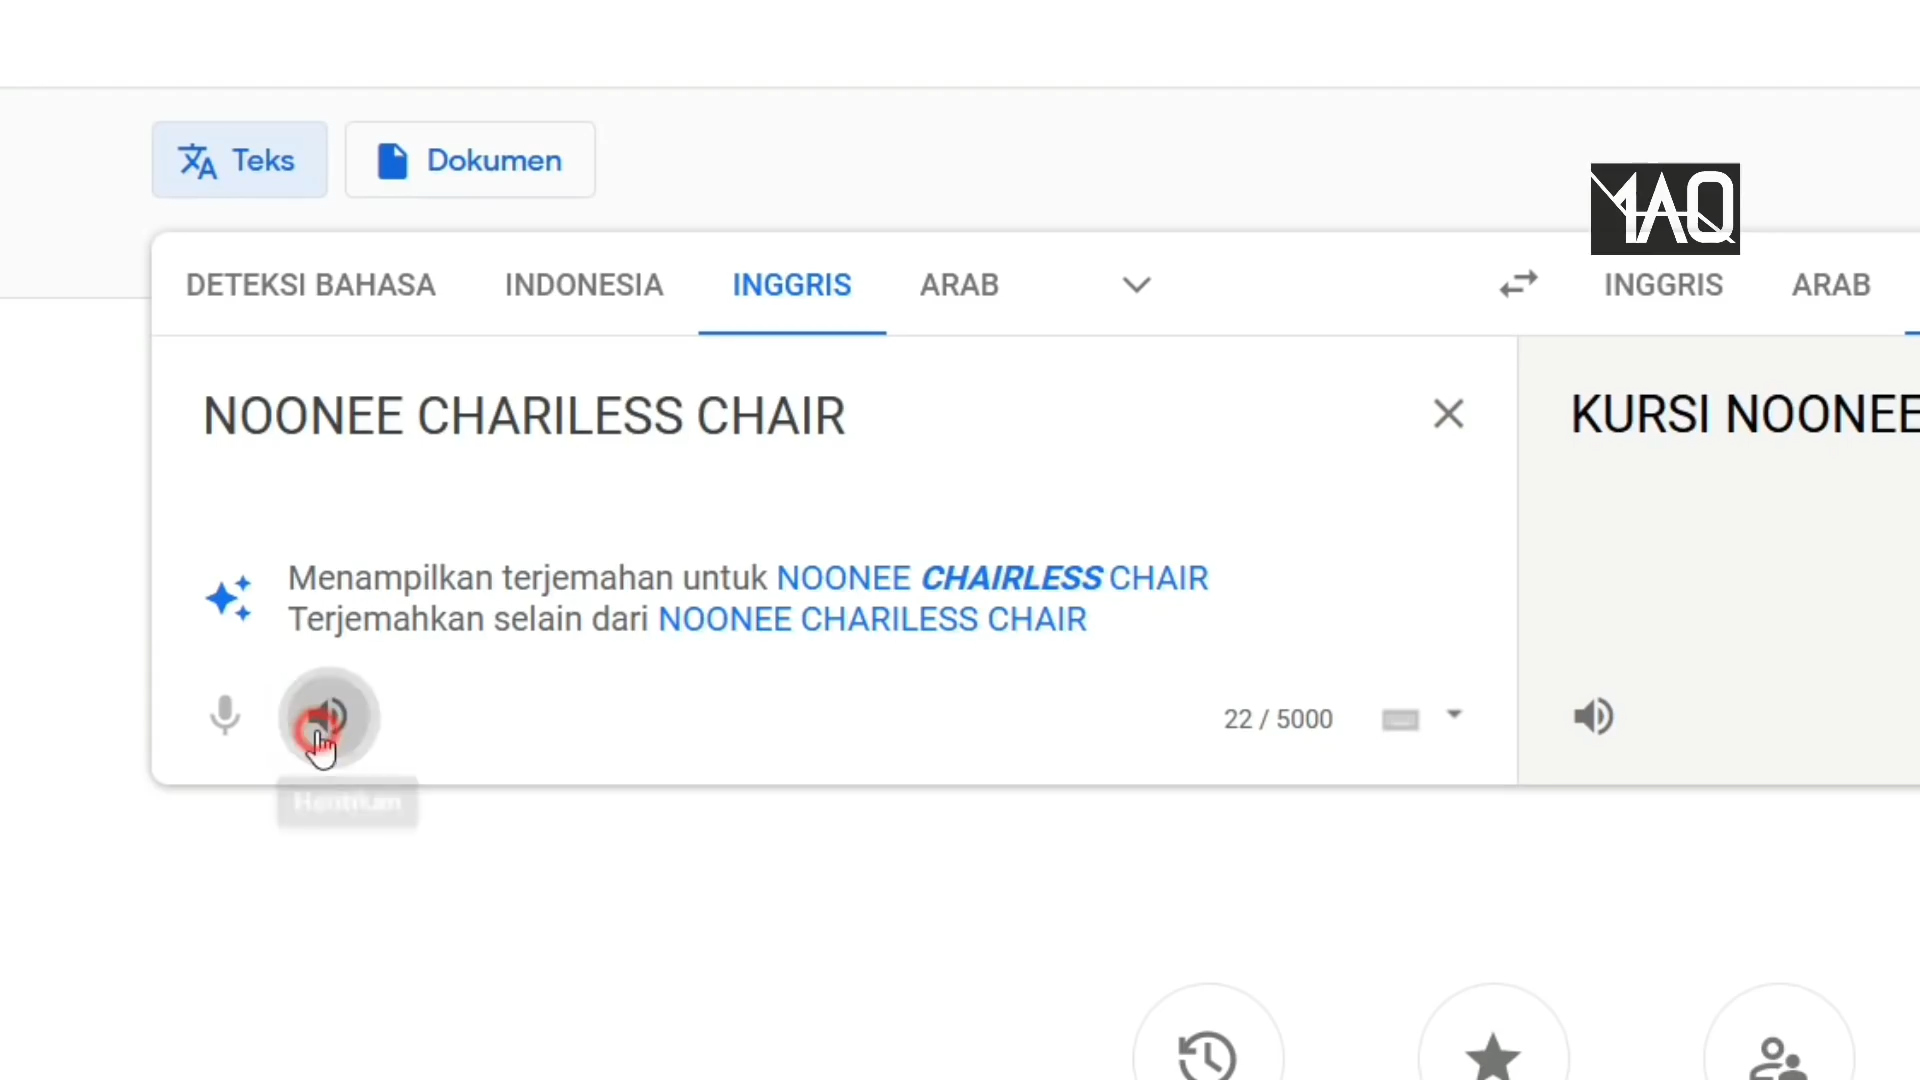 Teks Dokumen
MAQ
DETEKSI BAHASA INDONESIA INGGRIS ARAB INGGRIS ARAB
NOONEE CHARILESS CHAIR
KURSI NOONEE
Menampilkan terjemahan untuk NOONEE CHAIRLESS CHAIR
Terjemahkan selain dari NOONEE CHARILESS CHAIR
22 / 5000
Hentikan